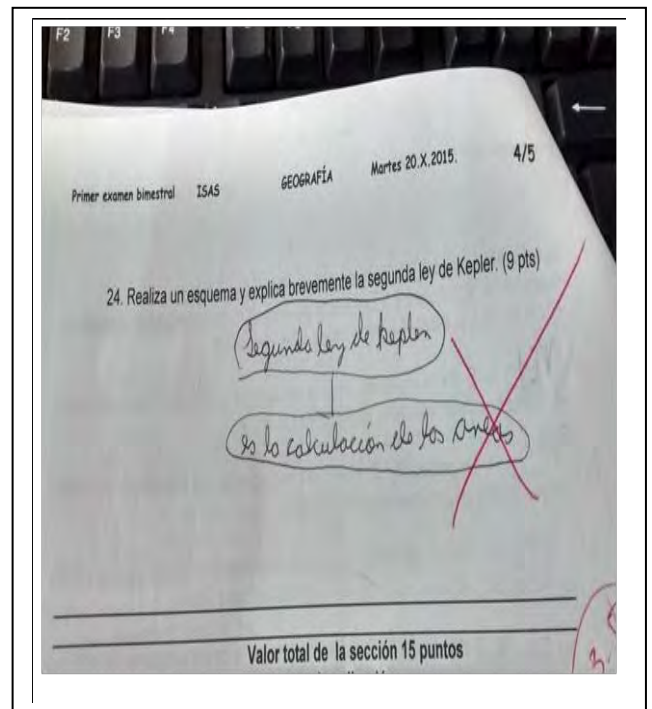 F2 F3 F4
Primer examen bimestral ISAS GEOGRAFÍA Martes 20.X.2015. 4/5
24. Realiza un esquema y explica brevemente la segunda ley de Kepler. (9 pts)
Segunda ley de kepler
es la calculación de las areas
Valor total de la sección 15 puntos